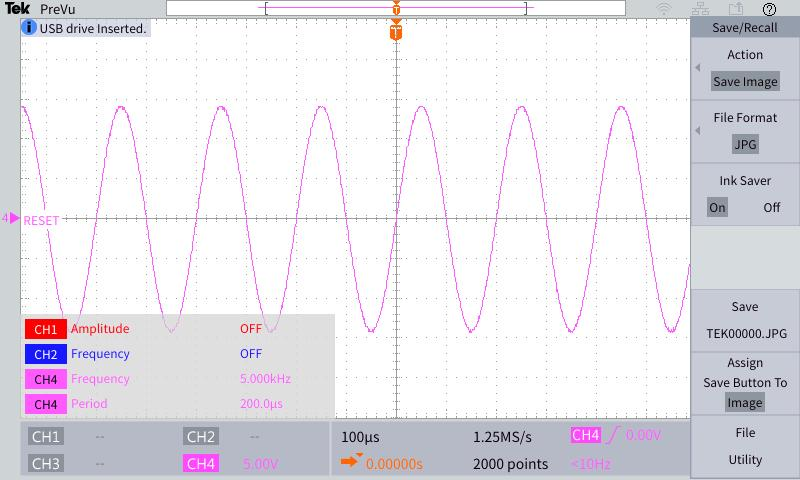 Tek PreVu
T
i USB drive Inserted.
T
4 RESET
CH1 Amplitude OFF
CH2 Frequency OFF
CH4 Frequency 5.000kHz
CH4 Period 200.0µs
CH1 -- CH2 --
CH3 -- CH4 5.00V
100µs 1.25MS/s CH4 0.00V
0.00000s 2000 points <10Hz
Save/Recall
Action
Save Image
File Format
JPG
Ink Saver
On Off
Save
TEK00000.JPG
Assign
Save Button To
Image
File
Utility
?